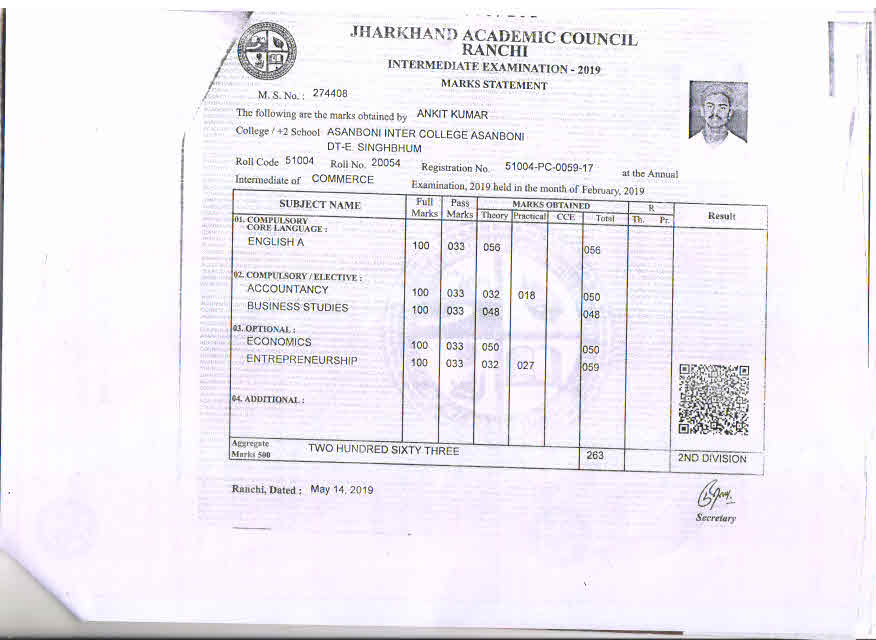 JHARKHAND ACADEMIC COUNCIL
RANCHI
INTERMEDIATE EXAMINATION - 2019
MARKS STATEMENT
M. S. No. : 274408
The following are the marks obtained by ANKIT KUMAR
College / +2 School ASANBONI INTER COLLEGE ASANBONI
DT-E. SINGHBHUM
Roll Code 51004 Roll No. 20054 Registration No. 51004-PC-0059-17 at the Annual
Intermediate of COMMERCE Examination, 2019 held in the month of February, 2019
SUBJECT NAME Full Marks Pass Marks MARKS OBTAINED R Result
Theory Practical CCE Total Th. Pr.
01. COMPULSORY
CORE LANGUAGE :
ENGLISH A 100 033 056 056
02. COMPULSORY / ELECTIVE :
ACCOUNTANCY 100 033 032 018 050
BUSINESS STUDIES 100 033 048 048
03. OPTIONAL :
ECONOMICS 100 033 050 050
ENTREPRENEURSHIP 100 033 032 027 059
04. ADDITIONAL :
Aggregate
Marks 500 TWO HUNDRED SIXTY THREE 263 2ND DIVISION
Ranchi, Dated : May 14, 2019
Secretary